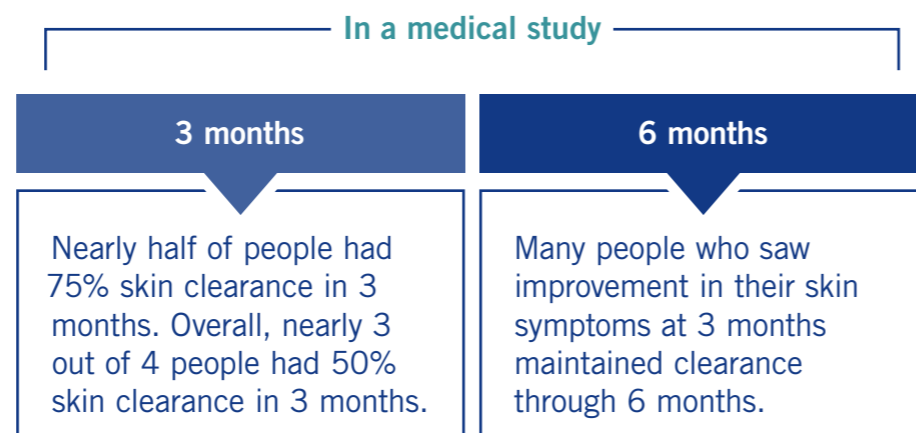 In a medical study
3 months
6 months
Nearly half of people had
75% skin clearance in 3
months. Overall, nearly 3
out of 4 people had 50%
skin clearance in 3 months.
Many people who saw
improvement in their skin
symptoms at 3 months
maintained clearance
through 6 months.